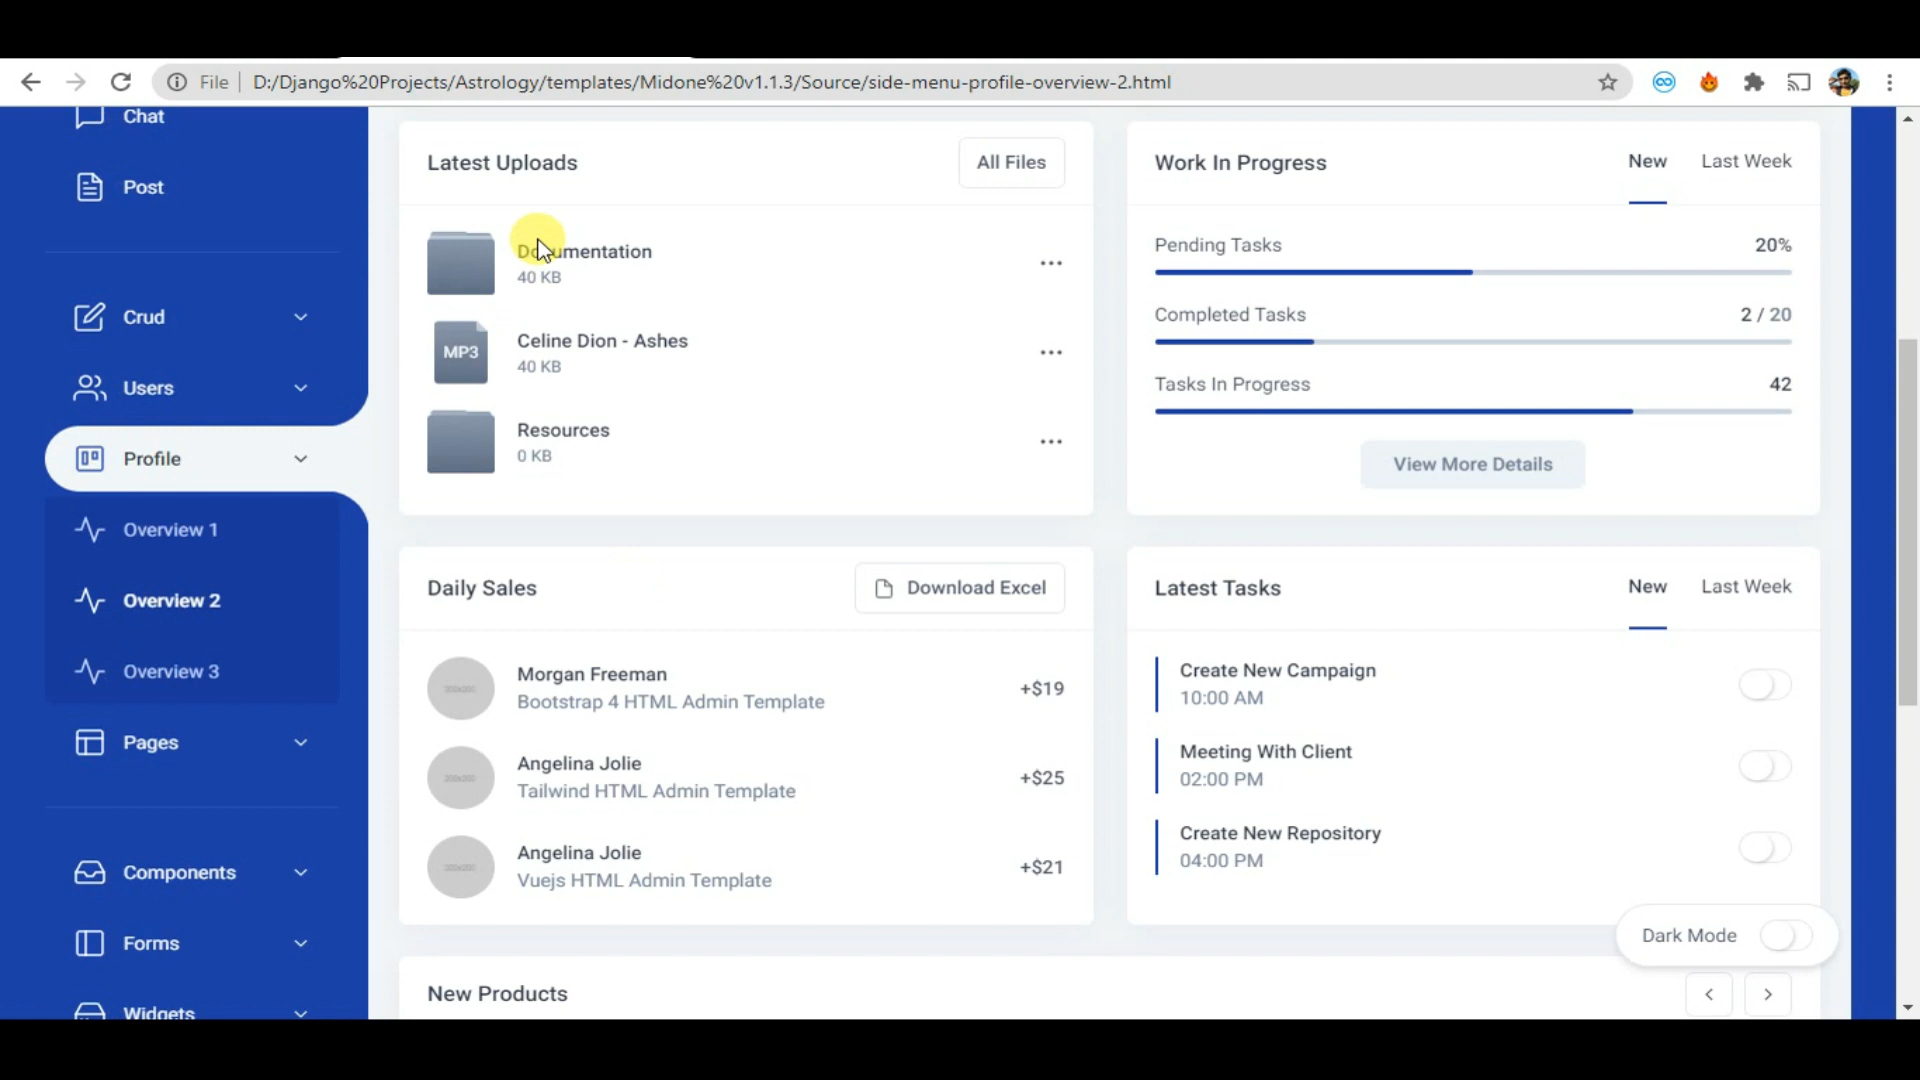 File
D:/Django%20Projects/Astrology/templates/Midone%20v1.1.3/Source/side-menu-profile-overview-2.html
Chat
Post
Crud
Users
Profile
Overview 1
Overview 2
Overview 3
Pages
Components
Forms
Widgets
Latest Uploads
All Files
Documentation
40 KB
MP3
Celine Dion - Ashes
40 KB
Resources
0 KB
Work In Progress
New
Last Week
Pending Tasks
20%
Completed Tasks
2 / 20
Tasks In Progress
42
View More Details
Daily Sales
Download Excel
Morgan Freeman
Bootstrap 4 HTML Admin Template
+$19
Angelina Jolie
Tailwind HTML Admin Template
+$25
Angelina Jolie
Vuejs HTML Admin Template
+$21
Latest Tasks
New
Last Week
Create New Campaign
10:00 AM
Meeting With Client
02:00 PM
Create New Repository
04:00 PM
Dark Mode
New Products